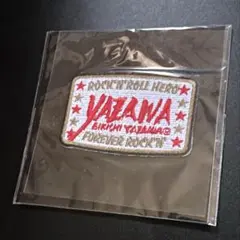 ROCK'N'ROLL HERO
YAZAWA
EIKICHI YAZAWA
FOREVER ROCK'N'